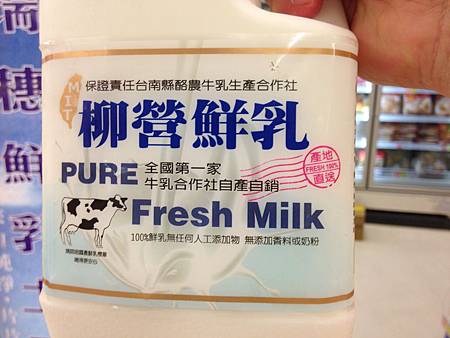 MIT
保證責任台南縣酪農牛乳生產合作社
柳營鮮乳
PURE
全國第一家
牛乳合作社自產自銷
產地
FRESH 100%
直送
Fresh Milk
100%鮮乳無任何人工添加物 無添加香料或奶粉
穗
鮮
乳